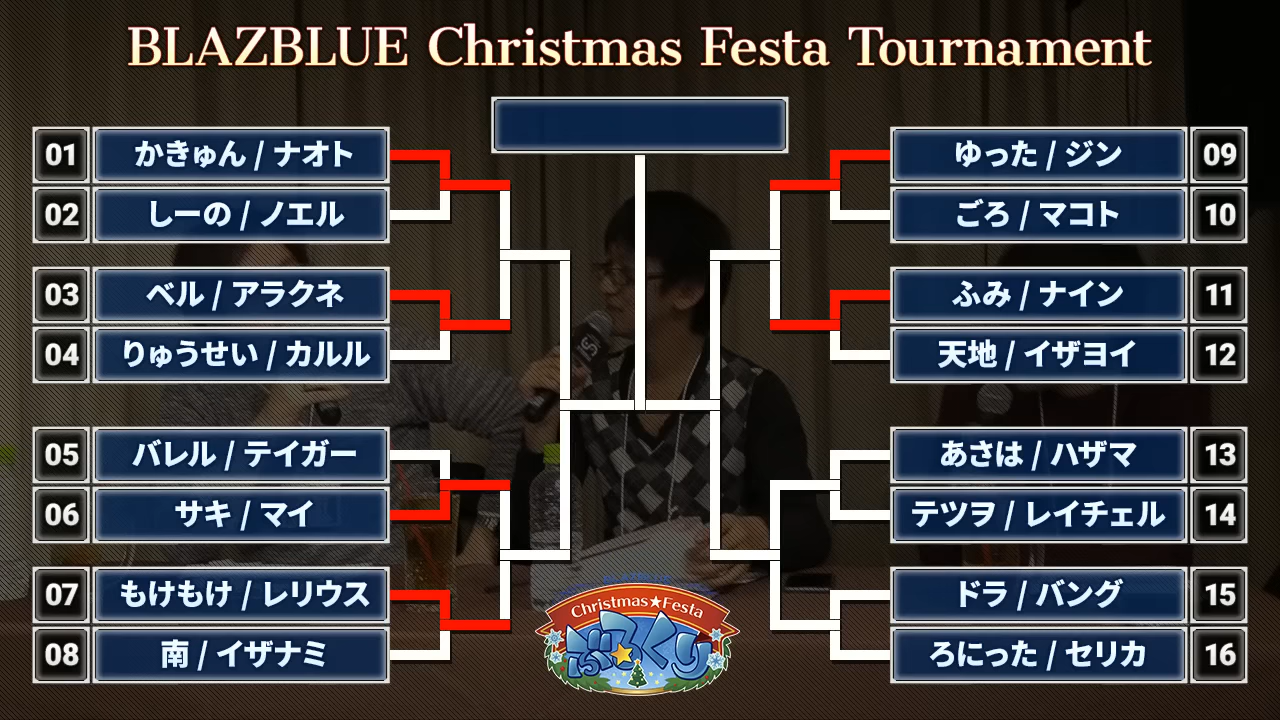 BLAZBLUE Christmas Festa Tournament
01 かきゅん / ナオト
02 しーの / ノエル
03 ベル / アラクネ
04 りゅうせい / カルル
05 バレル / テイガー
06 サキ / マイ
07 もけもけ / レリウス
08 南 / イザナミ
ゆった / ジン 09
ごろ / マコト 10
ふみ / ナイン 11
天地 / イザヨイ 12
あさは / ハザマ 13
テツヲ / レイチェル 14
ドラ / バング 15
ろにった / セリカ 16
Christmas★Festa
ぶるくり